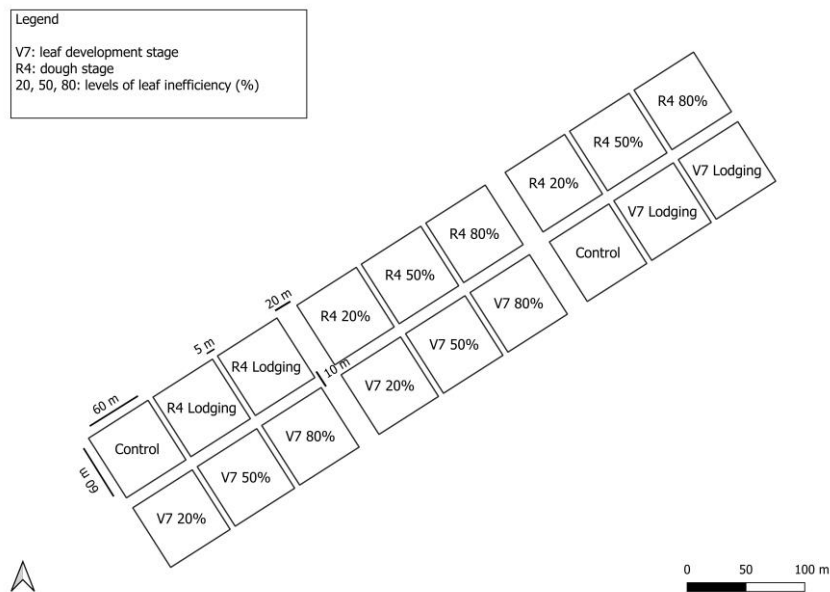 Legend
V7: leaf development stage
R4: dough stage
20, 50, 80: levels of leaf inefficiency (%)
R4 80%
R4 50%
R4 20%
V7 Lodging
V7 Lodging
Control
R4 80%
R4 50%
R4 20%
V7 80%
V7 50%
V7 20%
20 m
5 m
10 m
R4 Lodging
R4 Lodging
60 m
Control
60 m
V7 80%
V7 50%
V7 20%
0 50 100 m